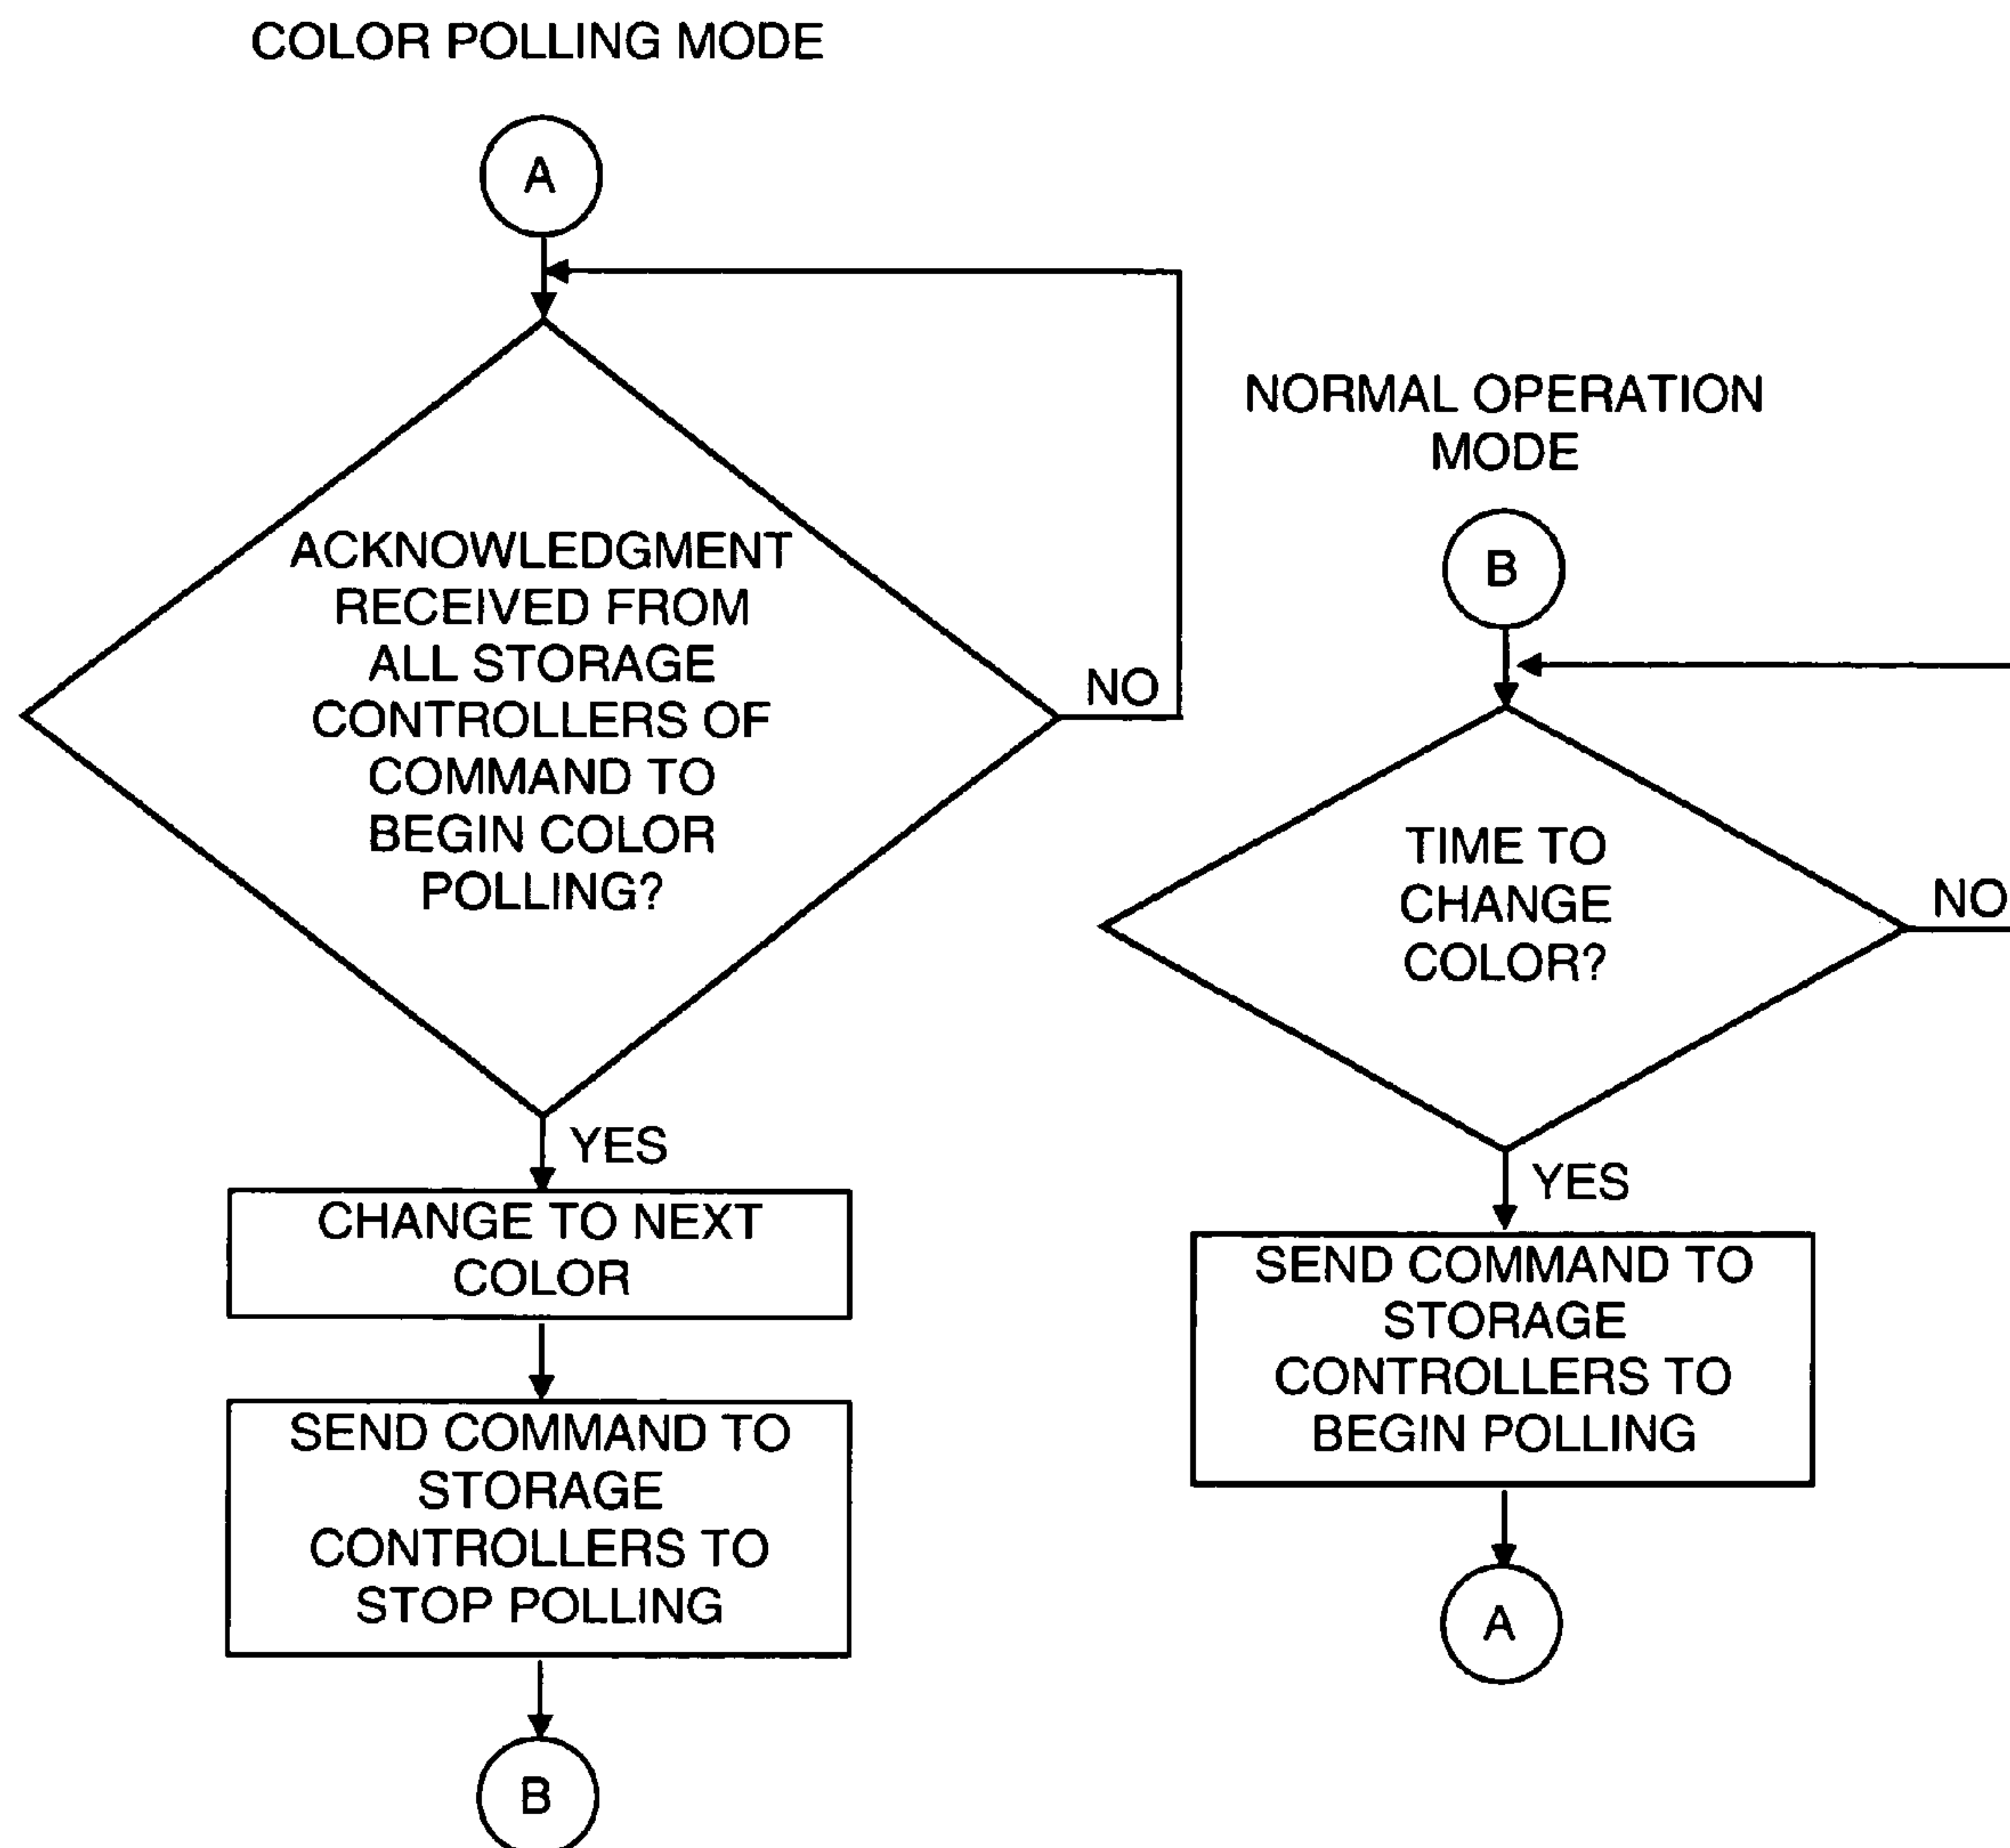 COLOR POLLING MODE
A
ACKNOWLEDGMENT
RECEIVED FROM
ALL STORAGE
CONTROLLERS OF
COMMAND TO
BEGIN COLOR
POLLING?
NO
YES
CHANGE TO NEXT
COLOR
SEND COMMAND TO
STORAGE
CONTROLLERS TO
STOP POLLING
B
NORMAL OPERATION
MODE
B
TIME TO
CHANGE
COLOR?
NO
YES
SEND COMMAND TO
STORAGE
CONTROLLERS TO
BEGIN POLLING
A